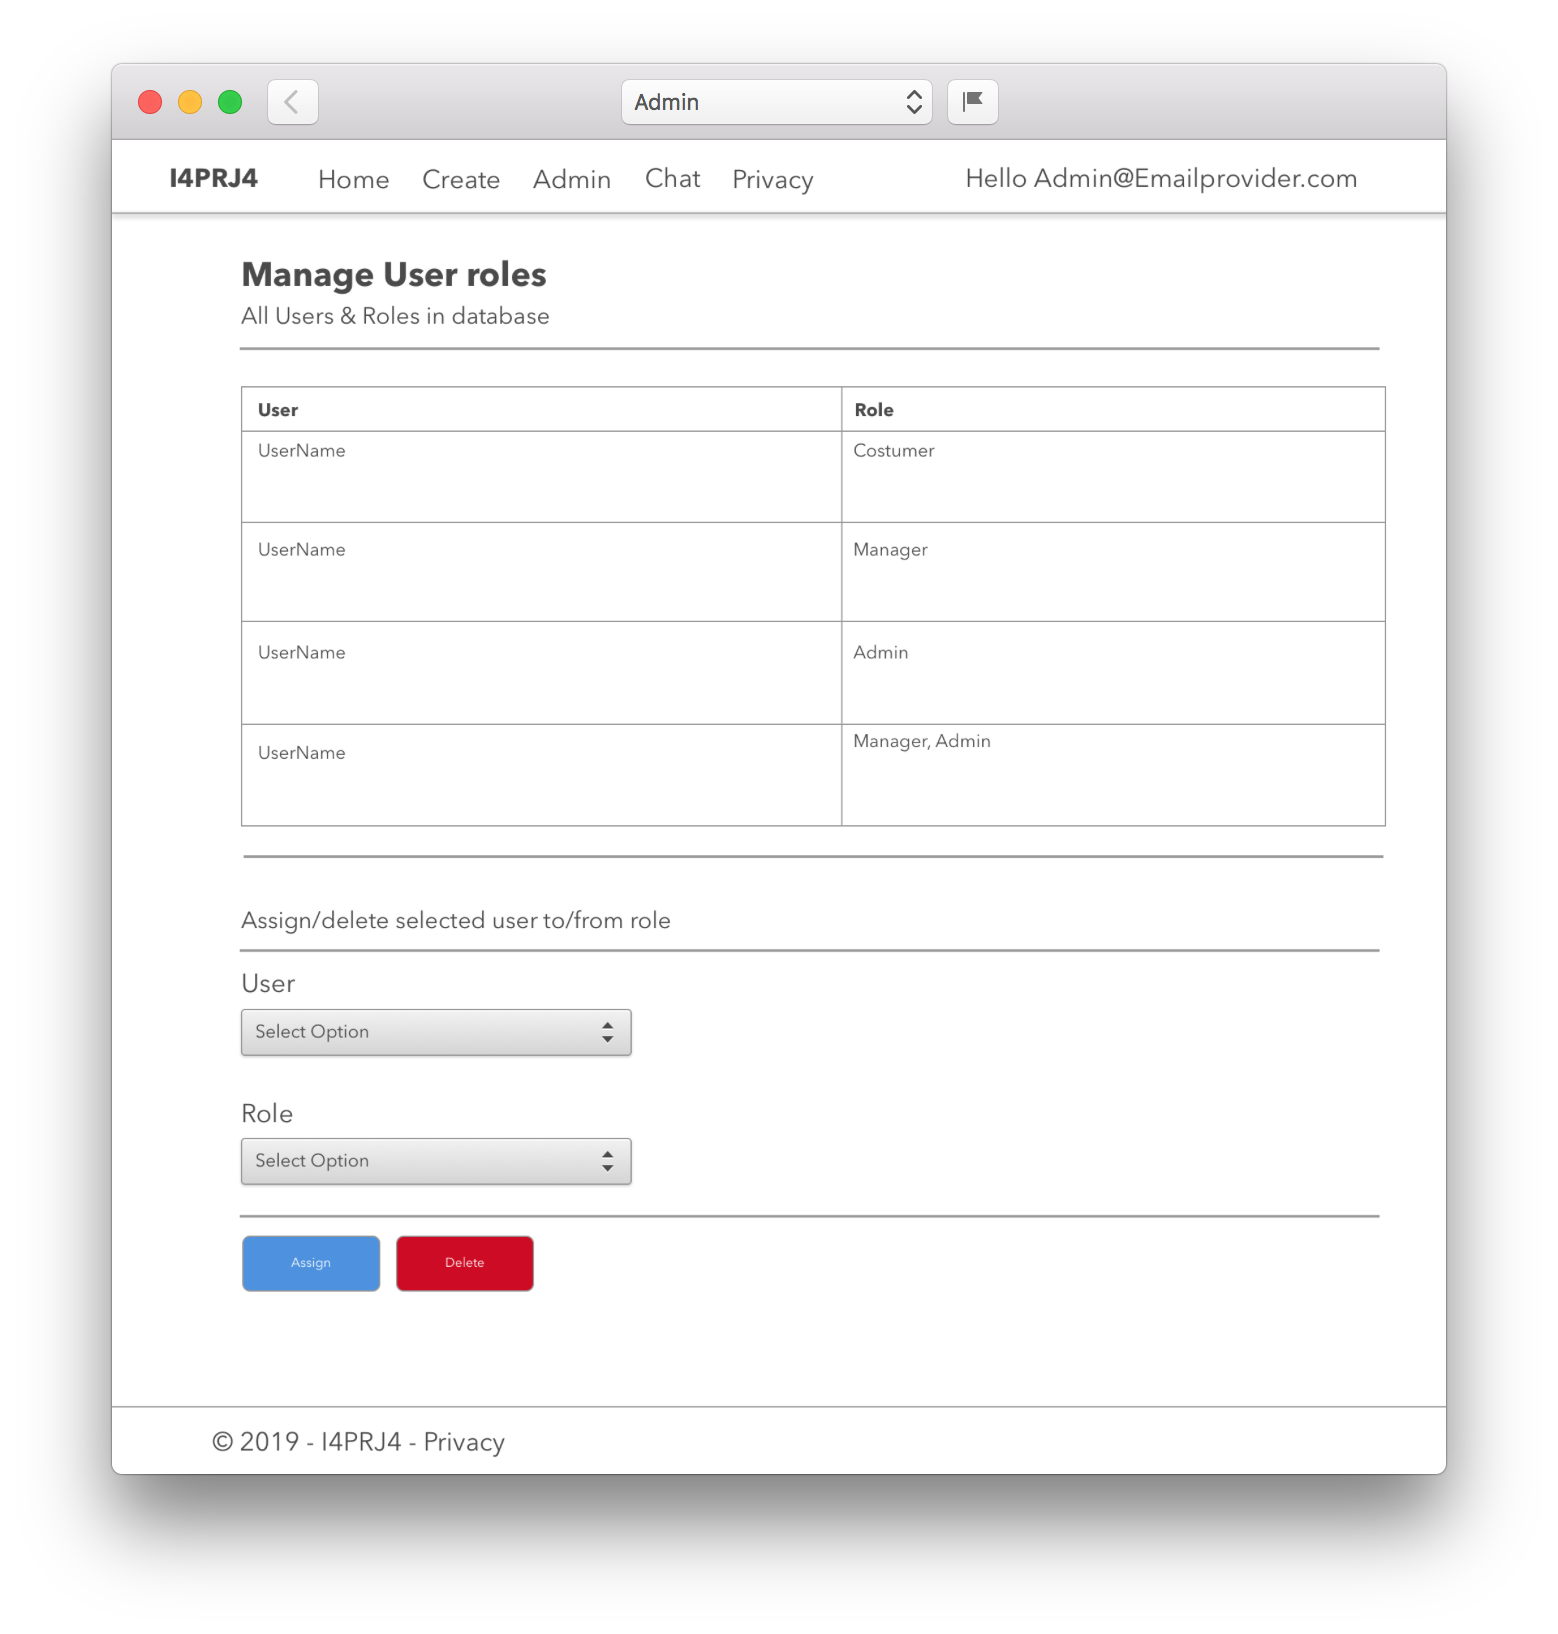 Admin
I4PRJ4 Home Create Admin Chat Privacy Hello Admin@Emailprovider.com
Manage User roles
All Users & Roles in database
User Role
UserName Costumer
UserName Manager
UserName Admin
UserName Manager, Admin
Assign/delete selected user to/from role
User
Select Option
Role
Select Option
Assign Delete
© 2019 - I4PRJ4 - Privacy